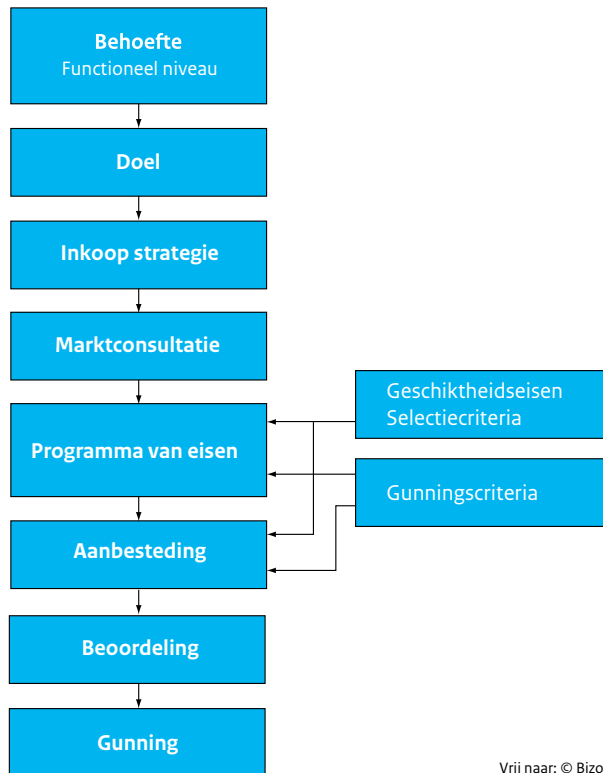 Behoefte
Functioneel niveau
Doel
Inkoop strategie
Marktconsultatie
Programma van eisen
Geschiktheidseisen
Selectiecriteria
Gunningscriteria
Aanbesteding
Beoordeling
Gunning
Vrij naar: © Bizo